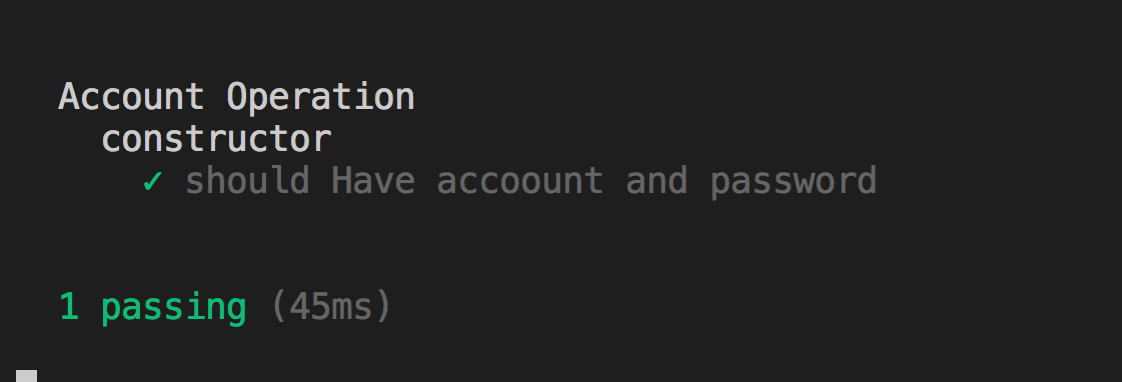 Account Operation
constructor
✓ should Have accoount and password
1 passing (45ms)